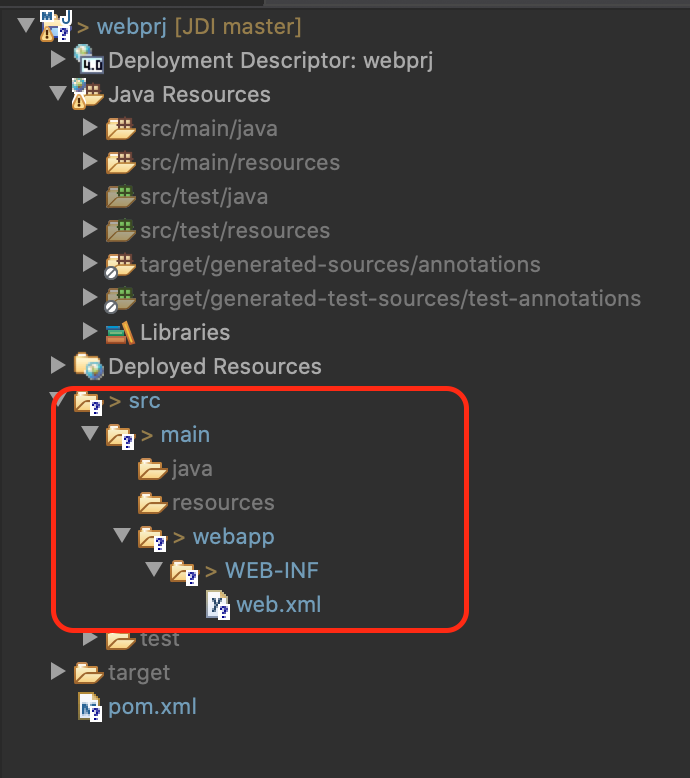 > webprj [JDI master]
Deployment Descriptor: webprj
Java Resources
src/main/java
src/main/resources
src/test/java
src/test/resources
target/generated-sources/annotations
target/generated-test-sources/test-annotations
Libraries
Deployed Resources
> src
> main
java
resources
> webapp
> WEB-INF
web.xml
test
target
pom.xml